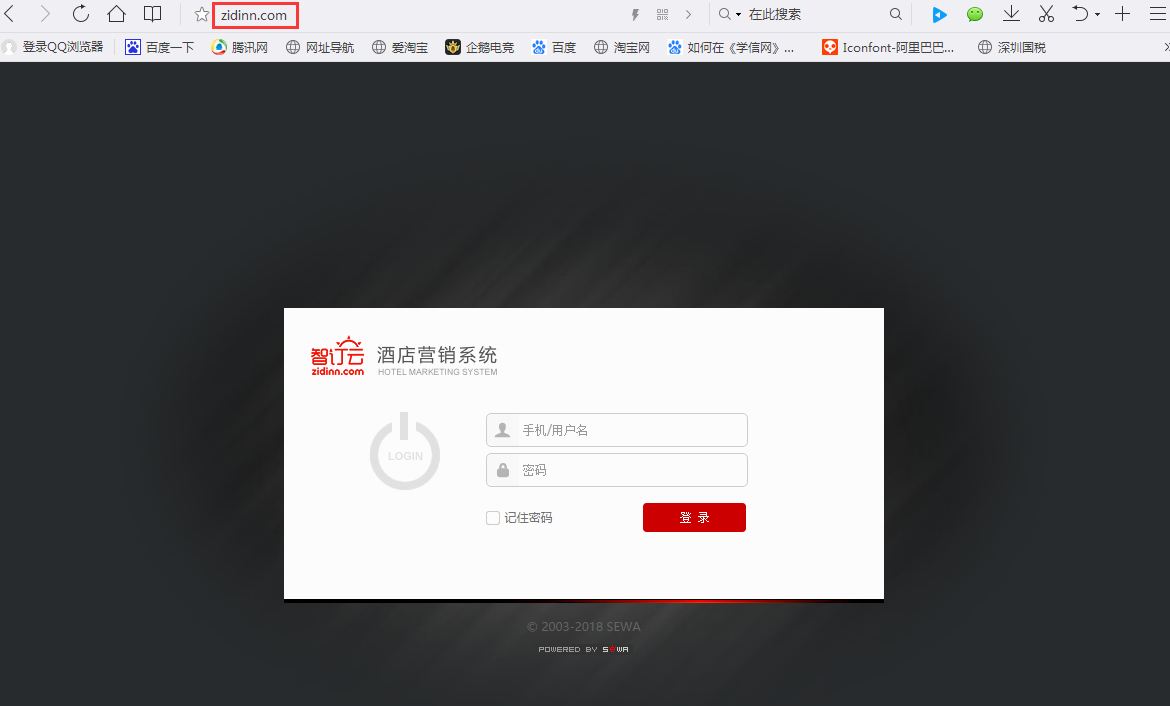 zidinn.com
在此搜索
登录QQ浏览器 百度一下 腾讯网 网址导航 爱淘宝 企鹅电竞 百度 淘宝网 如何在《学信网》... Iconfont-阿里巴巴... 深圳国税
智订云 酒店营销系统
zidinn.com HOTEL MARKETING SYSTEM
手机/用户名
LOGIN
密码
记住密码 登 录
© 2003-2018 SEWA
POWERED BY SEWA